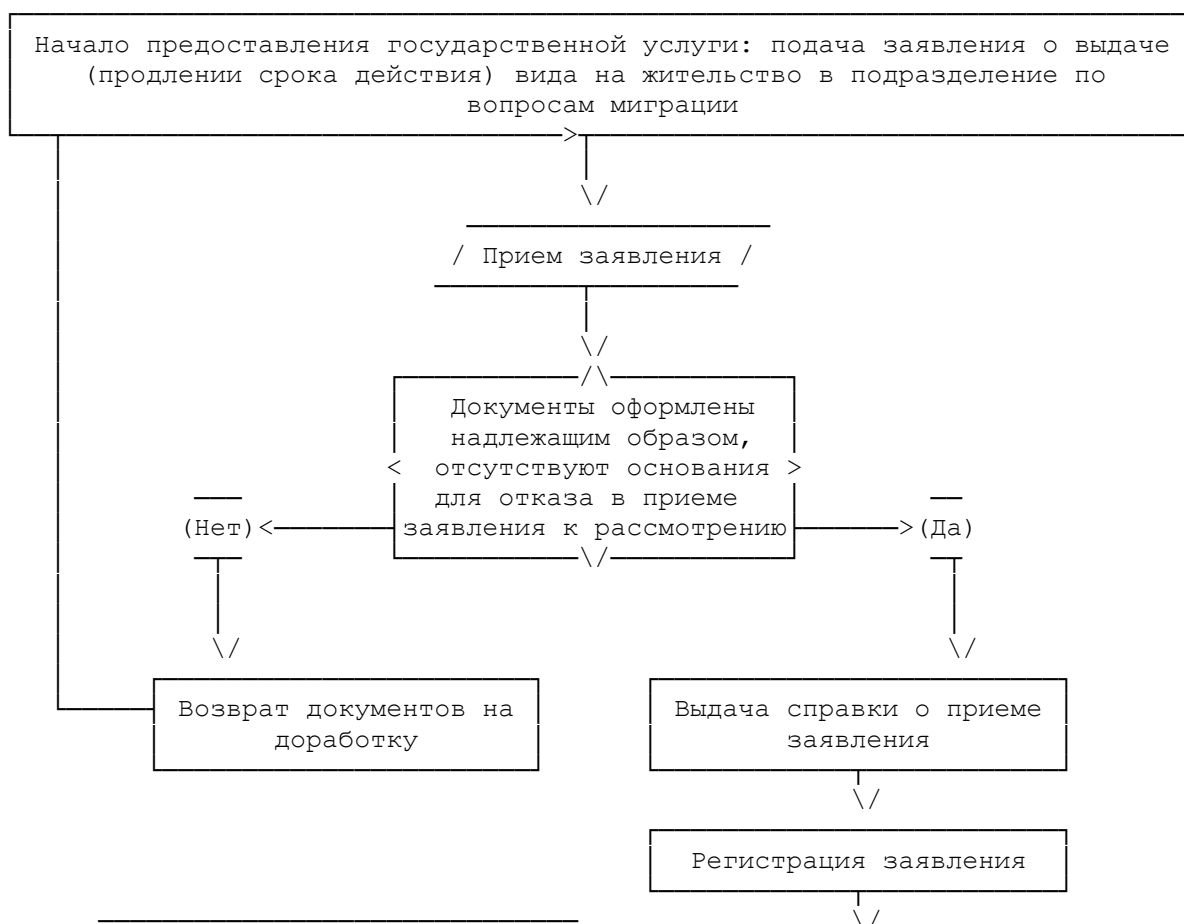 Начало предоставления государственной услуги: подача заявления о выдаче
(продлении срока действия) вида на жительство в подразделение по
вопросам миграции
Прием заявления
Документы оформлены
надлежащим образом,
отсутствуют основания
для отказа в приеме
заявления к рассмотрению
(Нет)
(Да)
Возврат документов на
доработку
Выдача справки о приеме
заявления
Регистрация заявления